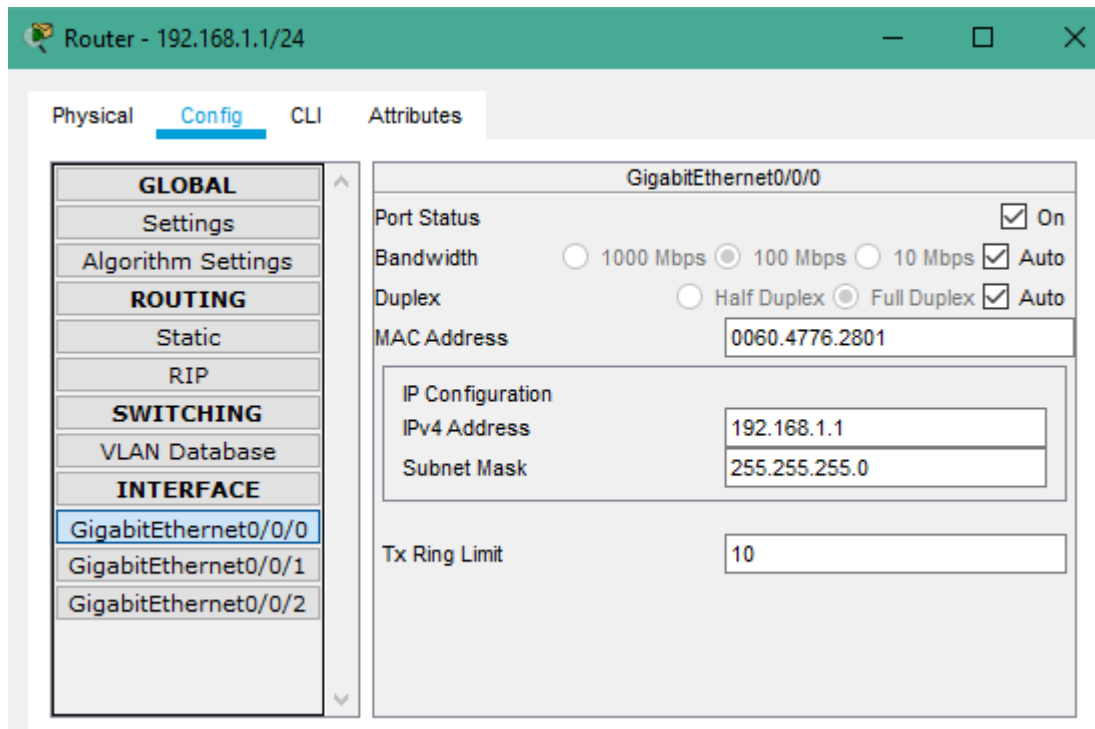 Router - 192.168.1.1/24
Physical Config CLI Attributes
GLOBAL
Settings
Algorithm Settings
ROUTING
Static
RIP
SWITCHING
VLAN Database
INTERFACE
GigabitEthernet0/0/0
GigabitEthernet0/0/1
GigabitEthernet0/0/2
GigabitEthernet0/0/0
Port Status On
Bandwidth 1000 Mbps 100 Mbps 10 Mbps Auto
Duplex Half Duplex Full Duplex Auto
MAC Address 0060.4776.2801
IP Configuration
IPv4 Address 192.168.1.1
Subnet Mask 255.255.255.0
Tx Ring Limit 10